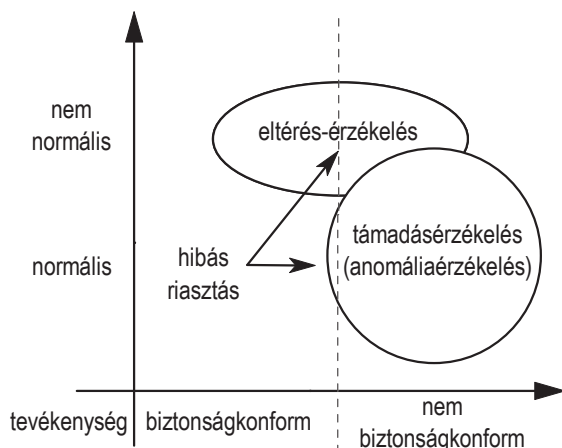 nem
normális
eltérés-érzékelés
támadásérzékelés
(anomáliaérzékelés)
normális
hibás
riasztás
tevékenység
biztonságkonform
nem
biztonságkonform